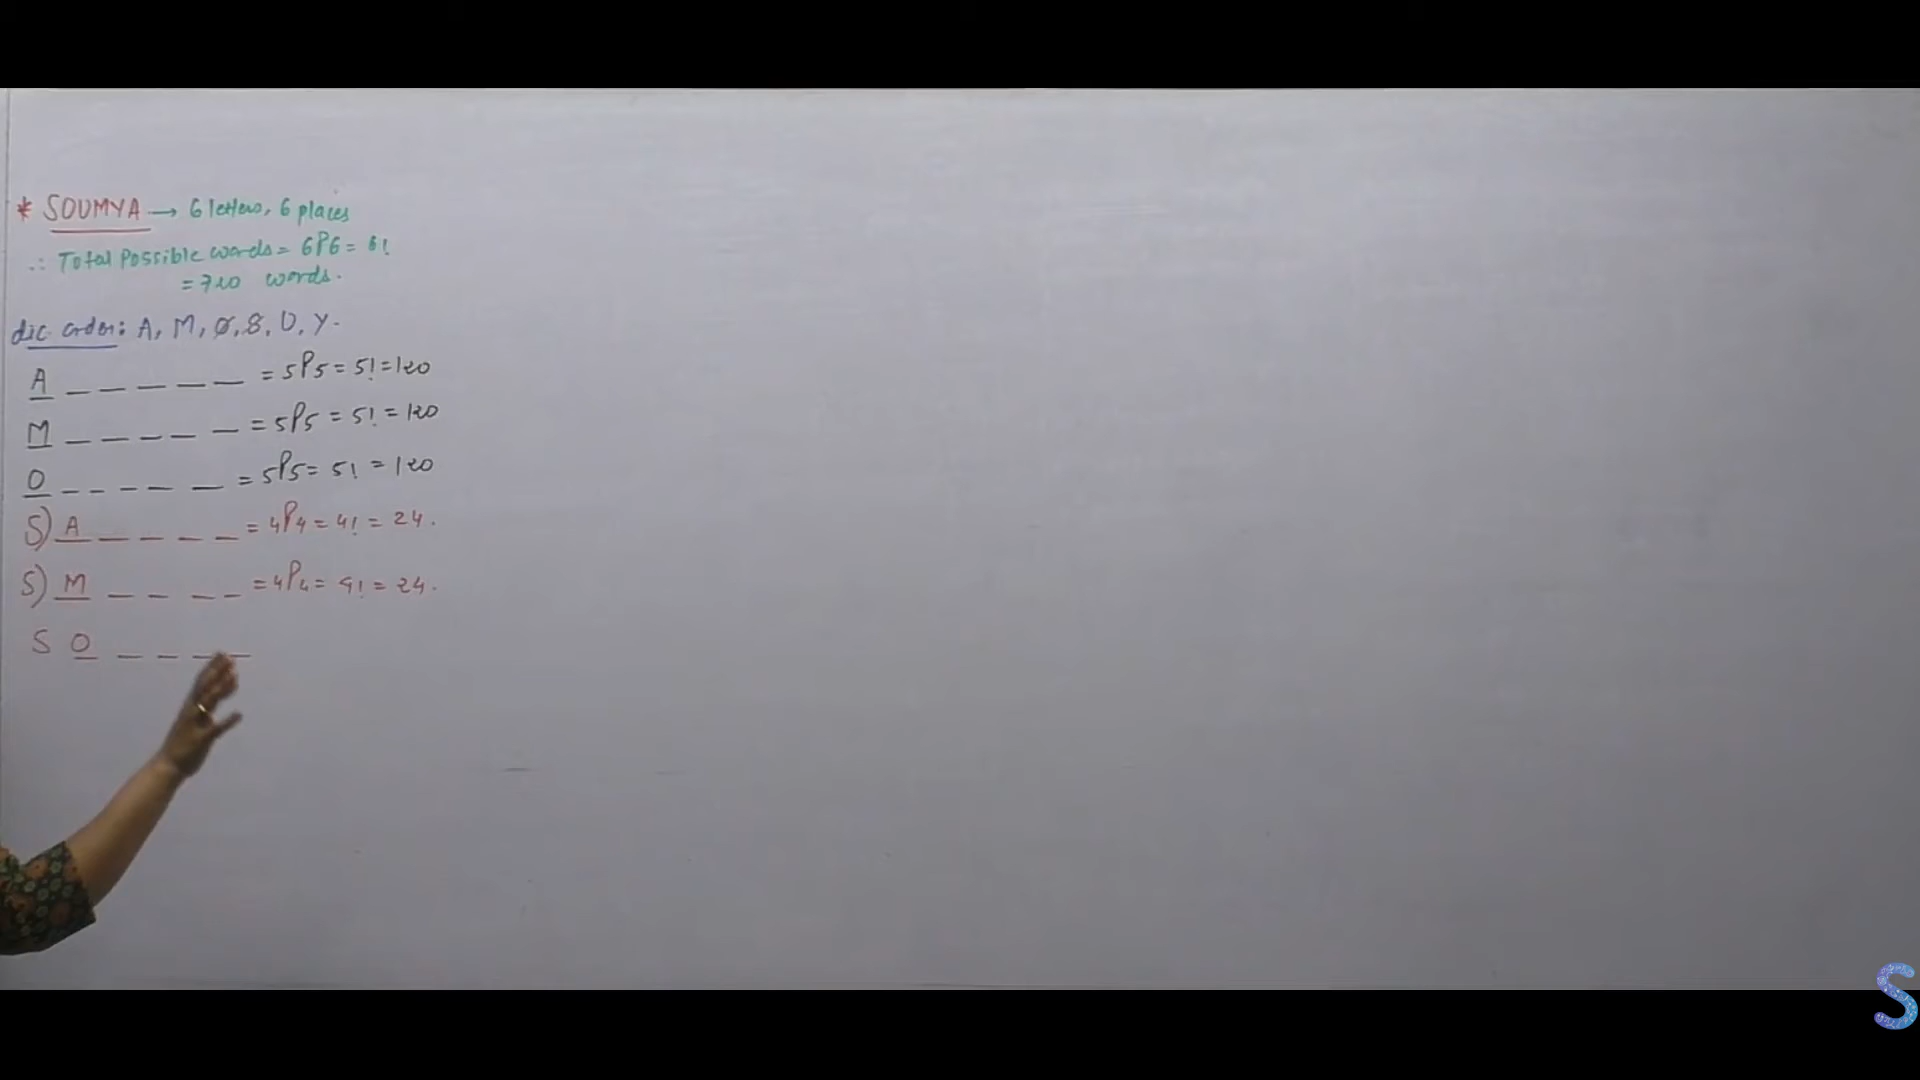 * SOUMYA → 6 letters, 6 places
∴ Total Possible words = 6P6 = 6!
= 720 words.
dic order: A, M, O, S, U, Y.
A _ _ _ _ _ = 5P5 = 5! = 120
M _ _ _ _ _ = 5P5 = 5! = 120
O _ _ _ _ _ = 5P5 = 5! = 120
S) A _ _ _ _ = 4P4 = 4! = 24.
S) M _ _ _ _ = 4P4 = 4! = 24.
S O _ _ _ _
S